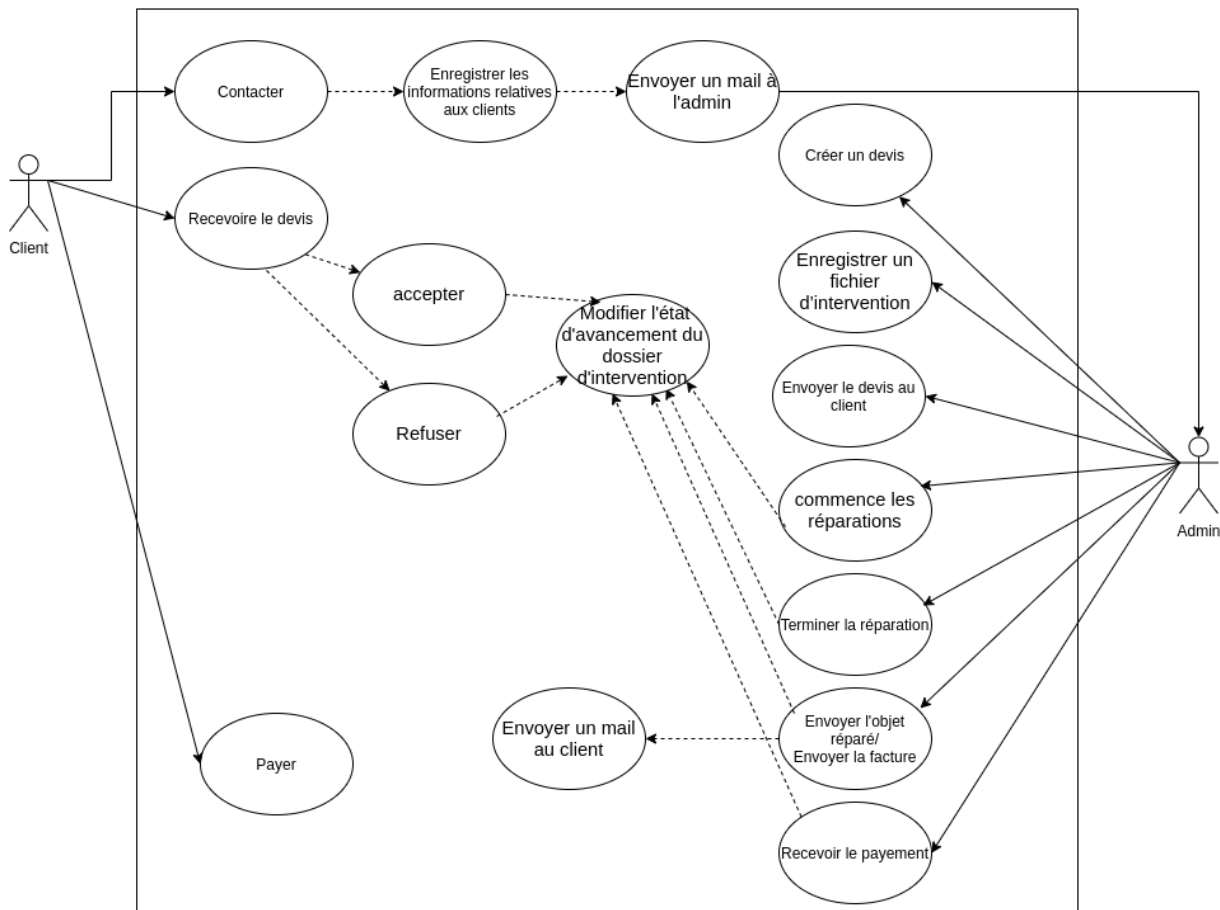 Contacter
Enregistrer les
informations relatives
aux clients
Envoyer un mail à
l'admin
Créer un devis
Client
Recevoire le devis
accepter
Enregistrer un
fichier
d'intervention
Modifier l'état
d'avancement du
dossier
d'intervention
Envoyer le devis au
client
Refuser
commence les
réparations
Admin
Terminer la réparation
Envoyer un mail
au client
Envoyer l'objet
réparé/
Envoyer la facture
Payer
Recevoir le payement